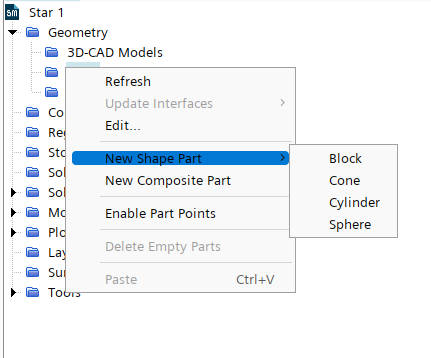 Star 1
Geometry
3D-CAD Models
Refresh
Update Interfaces
Edit...
New Shape Part
New Composite Part
Enable Part Points
Delete Empty Parts
Paste Ctrl+V
Block
Cone
Cylinder
Sphere
Tools